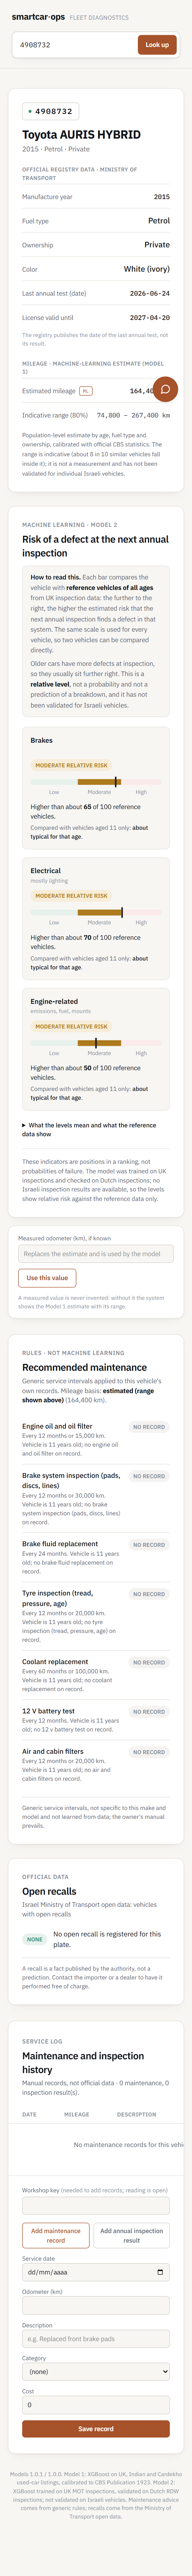 smartcar·ops FLEET DIAGNOSTICS
4908732
Look up
4908732
Toyota AURIS HYBRID
2015 · Petrol · Private
OFFICIAL REGISTRY DATA · MINISTRY OF
TRANSPORT
Manufacture year 2015
Fuel type Petrol
Ownership Private
Color White (ivory)
Last annual test (date) 2026-06-24
License valid until 2027-04-20
The registry publishes the date of the last annual test, not
its result.
MILEAGE · MACHINE-LEARNING ESTIMATE (MODEL
1)
Estimated mileage ML 164,4
Indicative range (80%) 74,800 – 267,400 km
Population-level estimate by age, fuel type and
ownership, calibrated with official CBS statistics. The
range is indicative (about 8 in 10 similar vehicles fall
inside it); it is not a measurement and has not been
validated for individual Israeli vehicles.
MACHINE LEARNING · MODEL 2
Risk of a defect at the next annual
inspection
How to read this. Each bar compares the
vehicle with reference vehicles of all ages
from UK inspection data: the further to the
right, the higher the estimated risk that the
next annual inspection finds a defect in that
system. The same scale is used for every
vehicle, so two vehicles can be compared
directly.
Older cars have more defects at inspection,
so they usually sit further right. This is a
relative level, not a probability and not a
prediction of a breakdown, and it has not
been validated for Israeli vehicles.
Brakes
MODERATE RELATIVE RISK
Low Moderate High
Higher than about 65 of 100 reference
vehicles.
Compared with vehicles aged 11 only: about
typical for that age.
Electrical
mostly lighting
MODERATE RELATIVE RISK
Low Moderate High
Higher than about 70 of 100 reference
vehicles.
Compared with vehicles aged 11 only: about
typical for that age.
Engine-related
emissions, fuel, mounts
MODERATE RELATIVE RISK
Low Moderate High
Higher than about 50 of 100 reference
vehicles.
Compared with vehicles aged 11 only: about
typical for that age.
What the levels mean and what the reference
data show
These indicators are positions in a ranking, not
probabilities of failure. The model was trained on UK
inspections and checked on Dutch inspections; no
Israeli inspection results are available, so the levels
show relative risk against the reference data only.
Measured odometer (km), if known
Replaces the estimate and is used by the model
Use this value
A measured value is never invented: without it the system
shows the Model 1 estimate with its range.
RULES · NOT MACHINE LEARNING
Recommended maintenance
Generic service intervals applied to this vehicle's
own records. Mileage basis: estimated (range
shown above) (164,400 km).
Engine oil and oil filter NO RECORD
Every 12 months or 15,000 km.
Vehicle is 11 years old; no engine oil
and oil filter on record.
Brake system inspection (pads, NO RECORD
discs, lines)
Every 12 months or 30,000 km.
Vehicle is 11 years old; no brake
system inspection (pads, discs, lines)
on record.
Brake fluid replacement NO RECORD
Every 24 months. Vehicle is 11 years
old; no brake fluid replacement on
record.
Tyre inspection (tread, NO RECORD
pressure, age)
Every 12 months or 20,000 km.
Vehicle is 11 years old; no tyre
inspection (tread, pressure, age) on
record.
Coolant replacement NO RECORD
Every 60 months or 100,000 km.
Vehicle is 11 years old; no coolant
replacement on record.
12 V battery test NO RECORD
Every 12 months. Vehicle is 11 years
old; no 12 v battery test on record.
Air and cabin filters NO RECORD
Every 12 months or 20,000 km.
Vehicle is 11 years old; no air and
cabin filters on record.
Generic service intervals, not specific to this make and
model and not learned from data; the owner's manual
prevails.
OFFICIAL DATA
Open recalls
Israel Ministry of Transport open data: vehicles
with open recalls
NONE No open recall is registered for this
plate.
A recall is a fact published by the authority, not a
prediction. Contact the importer or a dealer to have it
performed free of charge.
SERVICE LOG
Maintenance and inspection
history
Manual records, not official data · 0 maintenance, 0
inspection result(s).
DATE MILEAGE DESCRIPTION
No maintenance records for this vehi
Workshop key (needed to add records; reading is open)
Add maintenance
record
Add annual inspection
result
Service date
dd/mm/aaaa
Odometer (km)
Description
e.g. Replaced front brake pads
Category
(none)
Cost
0
Save record
Models 1.0.1 / 1.0.0. Model 1: XGBoost on UK, Indian and Cardekho
used-car listings, calibrated to CBS Publication 1923. Model 2:
XGBoost trained on UK MOT inspections, validated on Dutch RDW
inspections; not validated on Israeli vehicles. Maintenance advice
comes from generic rules; recalls come from the Ministry of
Transport open data.